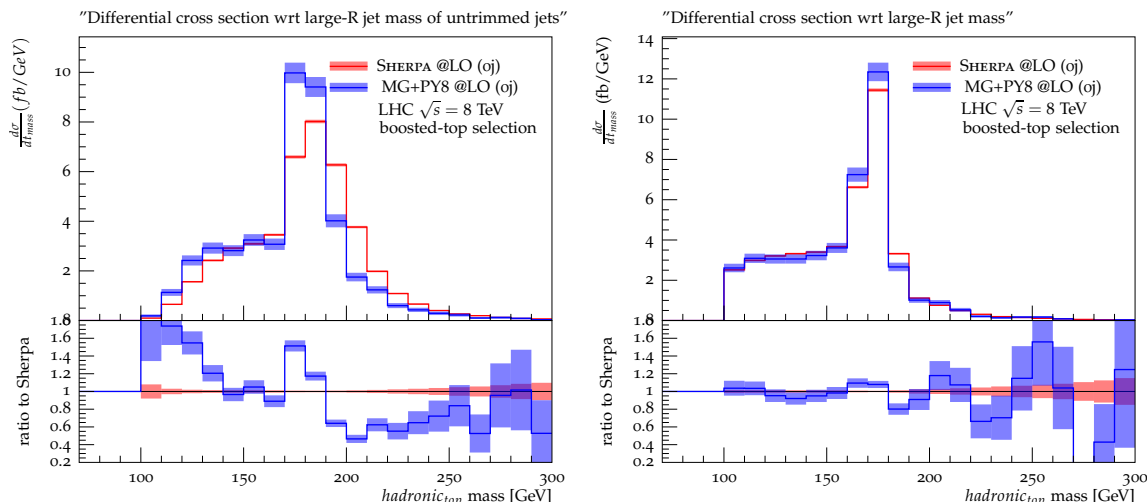 "Differential cross section wrt large-R jet mass of untrimmed jets"
SHERPA @LO (0j)
MG+PY8 @LO (0j)
LHC √s = 8 TeV
boosted-top selection
10
8
6
4
2
0
dσ/dt_mass (fb/GeV)
1.8
1.6
1.4
1.2
1
0.8
0.6
0.4
0.2
ratio to Sherpa
100 150 200 250 300
hadronic_top mass [GeV]
"Differential cross section wrt large-R jet mass"
SHERPA @LO (0j)
MG+PY8 @LO (0j)
LHC √s = 8 TeV
boosted-top selection
14
12
10
8
6
4
2
0
dσ/dt_mass (fb/GeV)
1.8
1.6
1.4
1.2
1
0.8
0.6
0.4
0.2
ratio to Sherpa
100 150 200 250 300
hadronic_top mass [GeV]